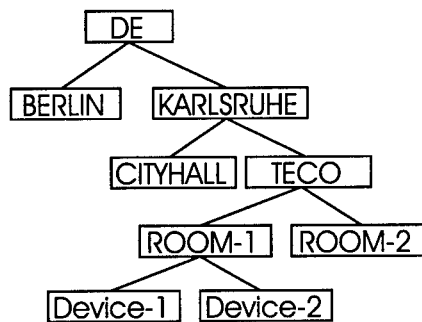 DE
BERLIN KARLSRUHE
CITYHALL TECO
ROOM-1 ROOM-2
Device-1 Device-2